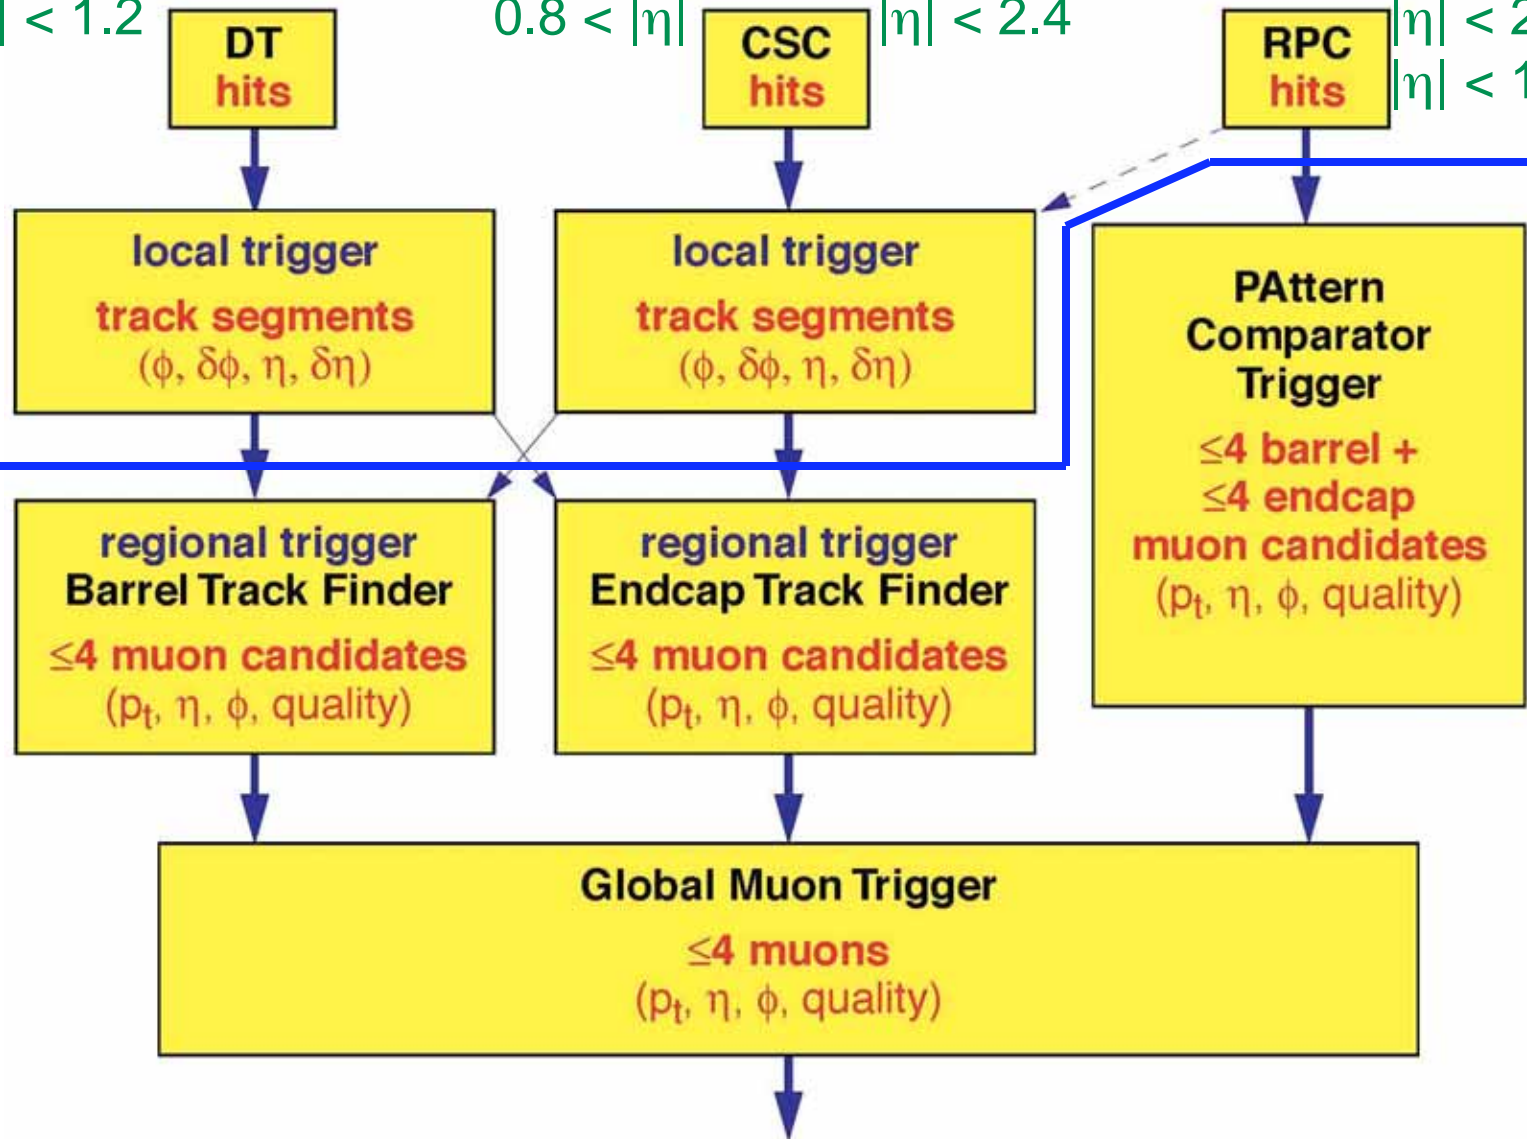 | < 1.2
DT
hits
0.8 < |η|
CSC
hits
|η| < 2.4
RPC
hits
|η| < 2
|η| < 1
local trigger
track segments
(ϕ, δϕ, η, δη)
local trigger
track segments
(ϕ, δϕ, η, δη)
PAttern
Comparator
Trigger
≤4 barrel +
≤4 endcap
muon candidates
(pt, η, ϕ, quality)
regional trigger
Barrel Track Finder
≤4 muon candidates
(pt, η, ϕ, quality)
regional trigger
Endcap Track Finder
≤4 muon candidates
(pt, η, ϕ, quality)
Global Muon Trigger
≤4 muons
(pt, η, ϕ, quality)